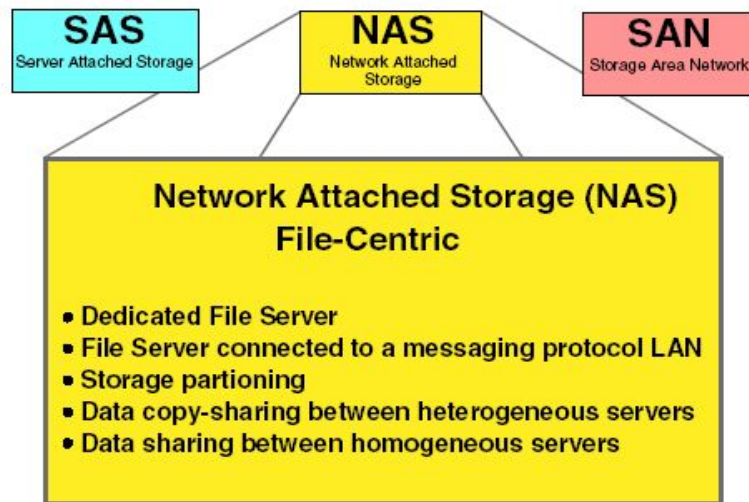 SAS
Server Attached Storage
NAS
Network Attached
Storage
SAN
Storage Area Network
Network Attached Storage (NAS)
File-Centric
• Dedicated File Server
• File Server connected to a messaging protocol LAN
• Storage partioning
• Data copy-sharing between heterogeneous servers
• Data sharing between homogeneous servers